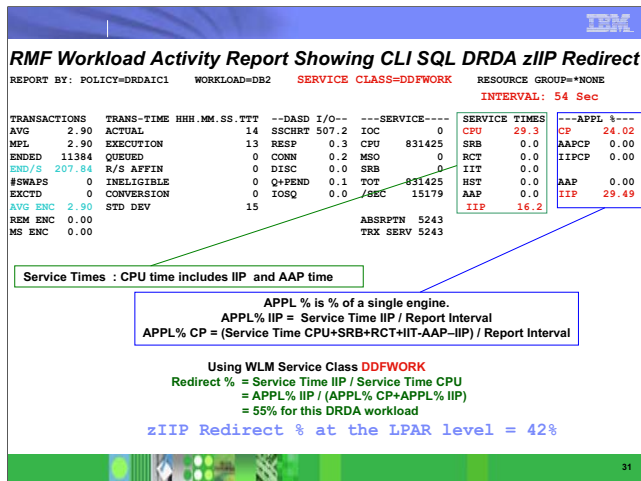 IBM
RMF Workload Activity Report Showing CLI SQL DRDA zIIP Redirect
REPORT BY: POLICY=DRDAIC1 WORKLOAD=DB2 SERVICE CLASS=DDFWORK RESOURCE GROUP=*NONE
INTERVAL: 54 Sec
TRANSACTIONS TRANS-TIME HHH.MM.SS.TTT --DASD I/O-- ---SERVICE---- SERVICE TIMES ---APPL %---
AVG 2.90 ACTUAL 14 SSCHRT 507.2 IOC 0 CPU 29.3 CP 24.02
MPL 2.90 EXECUTION 13 RESP 0.3 CPU 831425 SRB 0.0 AAPCP 0.00
ENDED 11384 QUEUED 0 CONN 0.2 MSO 0 RCT 0.0 IIPCP 0.00
END/S 207.84 R/S AFFIN 0 DISC 0.0 SRB 0 IIT 0.0
#SWAPS 0 INELIGIBLE 0 Q+PEND 0.1 TOT 831425 HST 0.0 AAP 0.00
EXCTD 0 CONVERSION 0 IOSQ 0.0 /SEC 15179 AAP 0.0 IIP 29.49
AVG ENC 2.90 STD DEV 15 IIP 16.2
REM ENC 0.00 ABSRPTN 5243
MS ENC 0.00 TRX SERV 5243
Service Times : CPU time includes IIP and AAP time
APPL % is % of a single engine.
APPL% IIP = Service Time IIP / Report Interval
APPL% CP = (Service Time CPU+SRB+RCT+IIT-AAP–IIP) / Report Interval
Using WLM Service Class DDFWORK
Redirect % = Service Time IIP / Service Time CPU
= APPL% IIP / (APPL% CP+APPL% IIP)
= 55% for this DRDA workload
zIIP Redirect % at the LPAR level = 42%
31